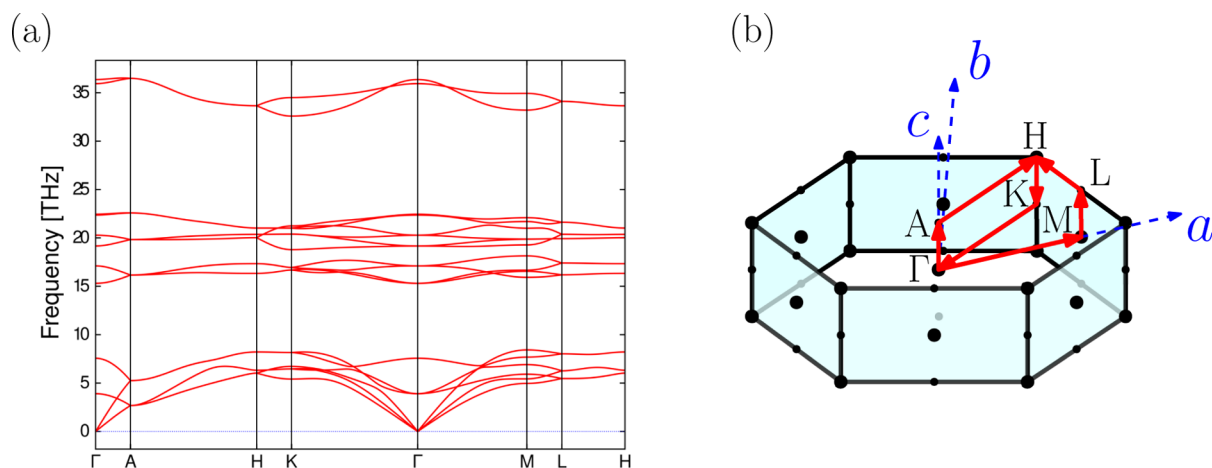 (a)
Frequency [THz]
35
30
25
20
15
10
5
0
Γ A H K Γ M L H
(b)
b
c
H
L
K
A
M
a
Γ